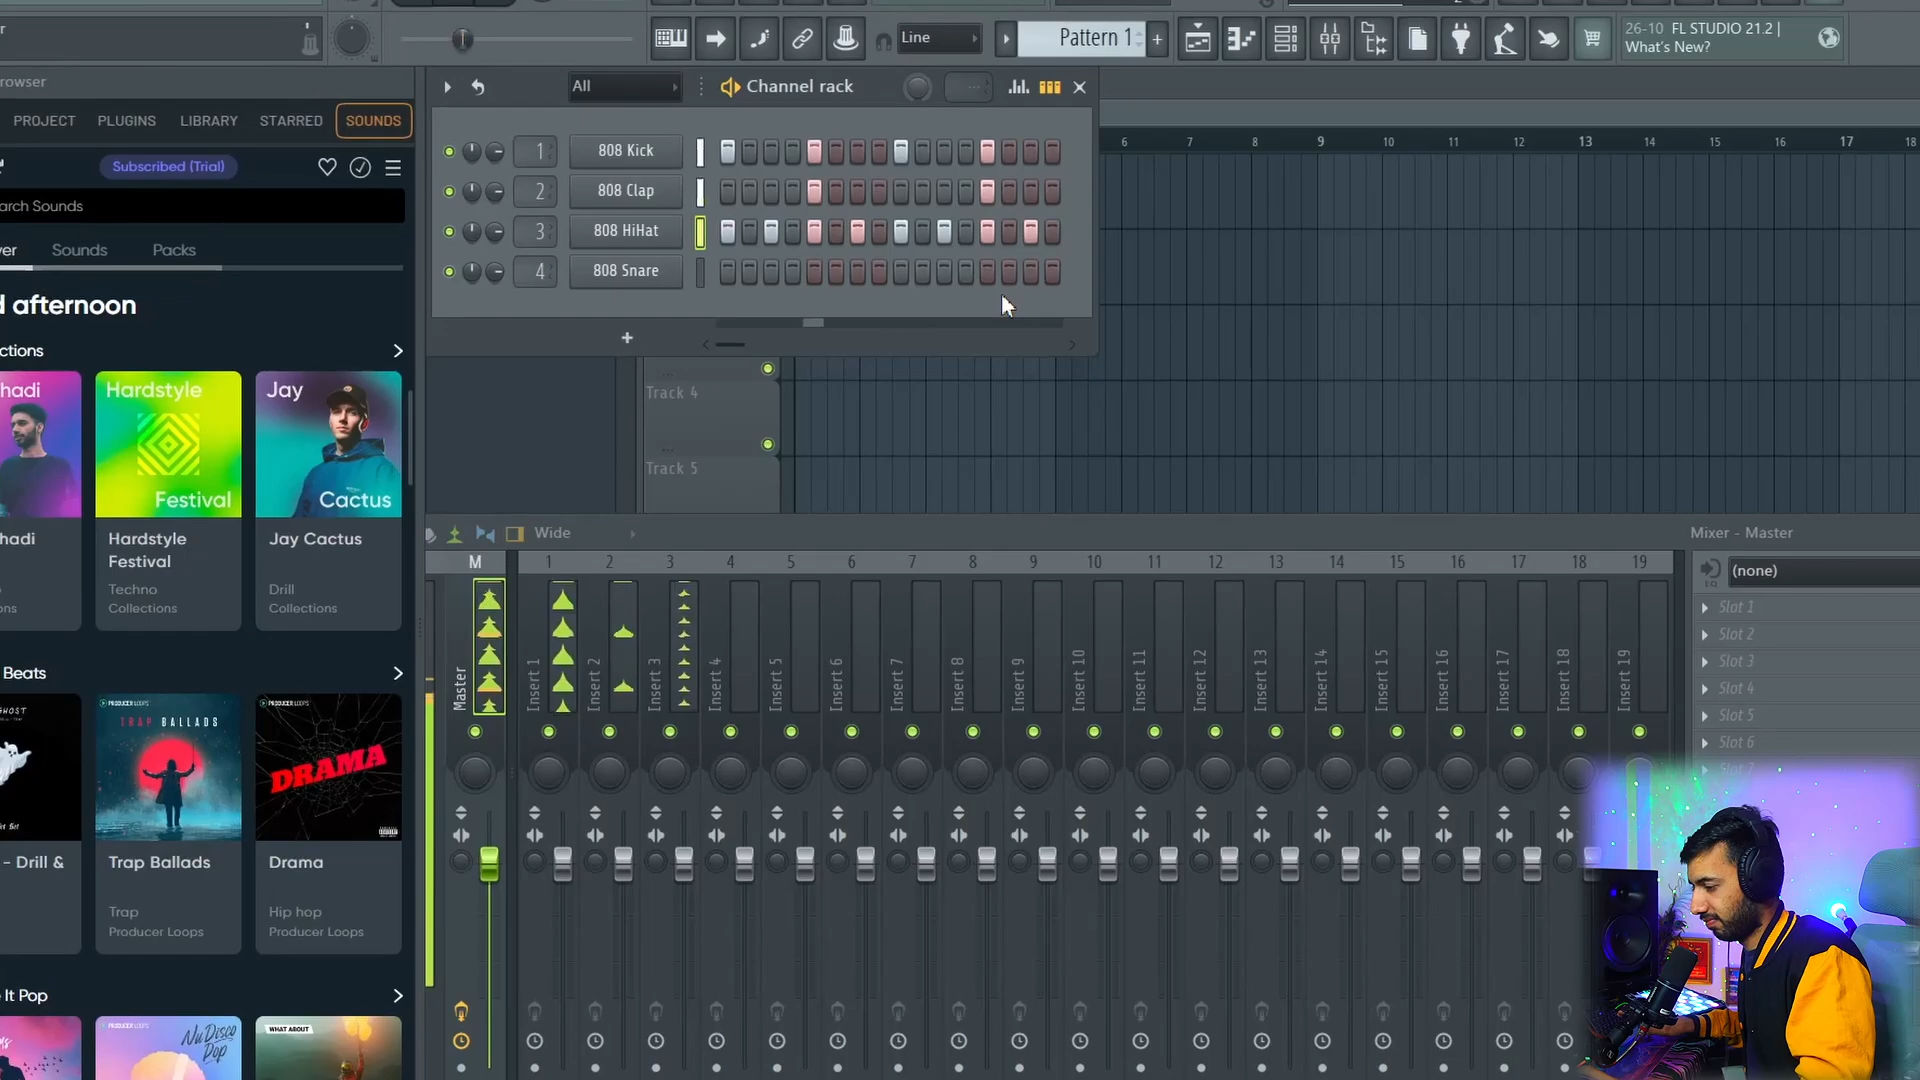 Line
Pattern 1
+
26-10 FL STUDIO 21.2 |
What's New?
rowser
PROJECT
PLUGINS
LIBRARY
STARRED
SOUNDS
Subscribed (Trial)
arch Sounds
er
Sounds
Packs
d afternoon
ctions
hadi
Hardstyle
Festival
Jay
Cactus
hadi
Hardstyle
Festival
Jay Cactus
Techno
Collections
Drill
Collections
ons
Beats
GHOST
PRODUCER LOOPS
TRAP BALLADS
PRODUCER LOOPS
DRAMA
- Drill &
Trap Ballads
Drama
Trap
Producer Loops
Hip hop
Producer Loops
It Pop
Nu Disco
Pop
WHAT ABOUT
All
Channel rack
1
808 Kick
2
808 Clap
3
808 HiHat
4
808 Snare
+
6 7 8 9 10 11 12 13 14 15 16 17 18
Track 4
Track 5
Wide
M 1 2 3 4 5 6 7 8 9 10 11 12 13 14 15 16 17 18 19
Master
Insert 1
Insert 2
Insert 3
Insert 4
Insert 5
Insert 6
Insert 7
Insert 8
Insert 9
Insert 10
Insert 11
Insert 12
Insert 13
Insert 14
Insert 15
Insert 16
Insert 17
Insert 18
Insert 19
Mixer - Master
(none)
Slot 1
Slot 2
Slot 3
Slot 4
Slot 5
Slot 6